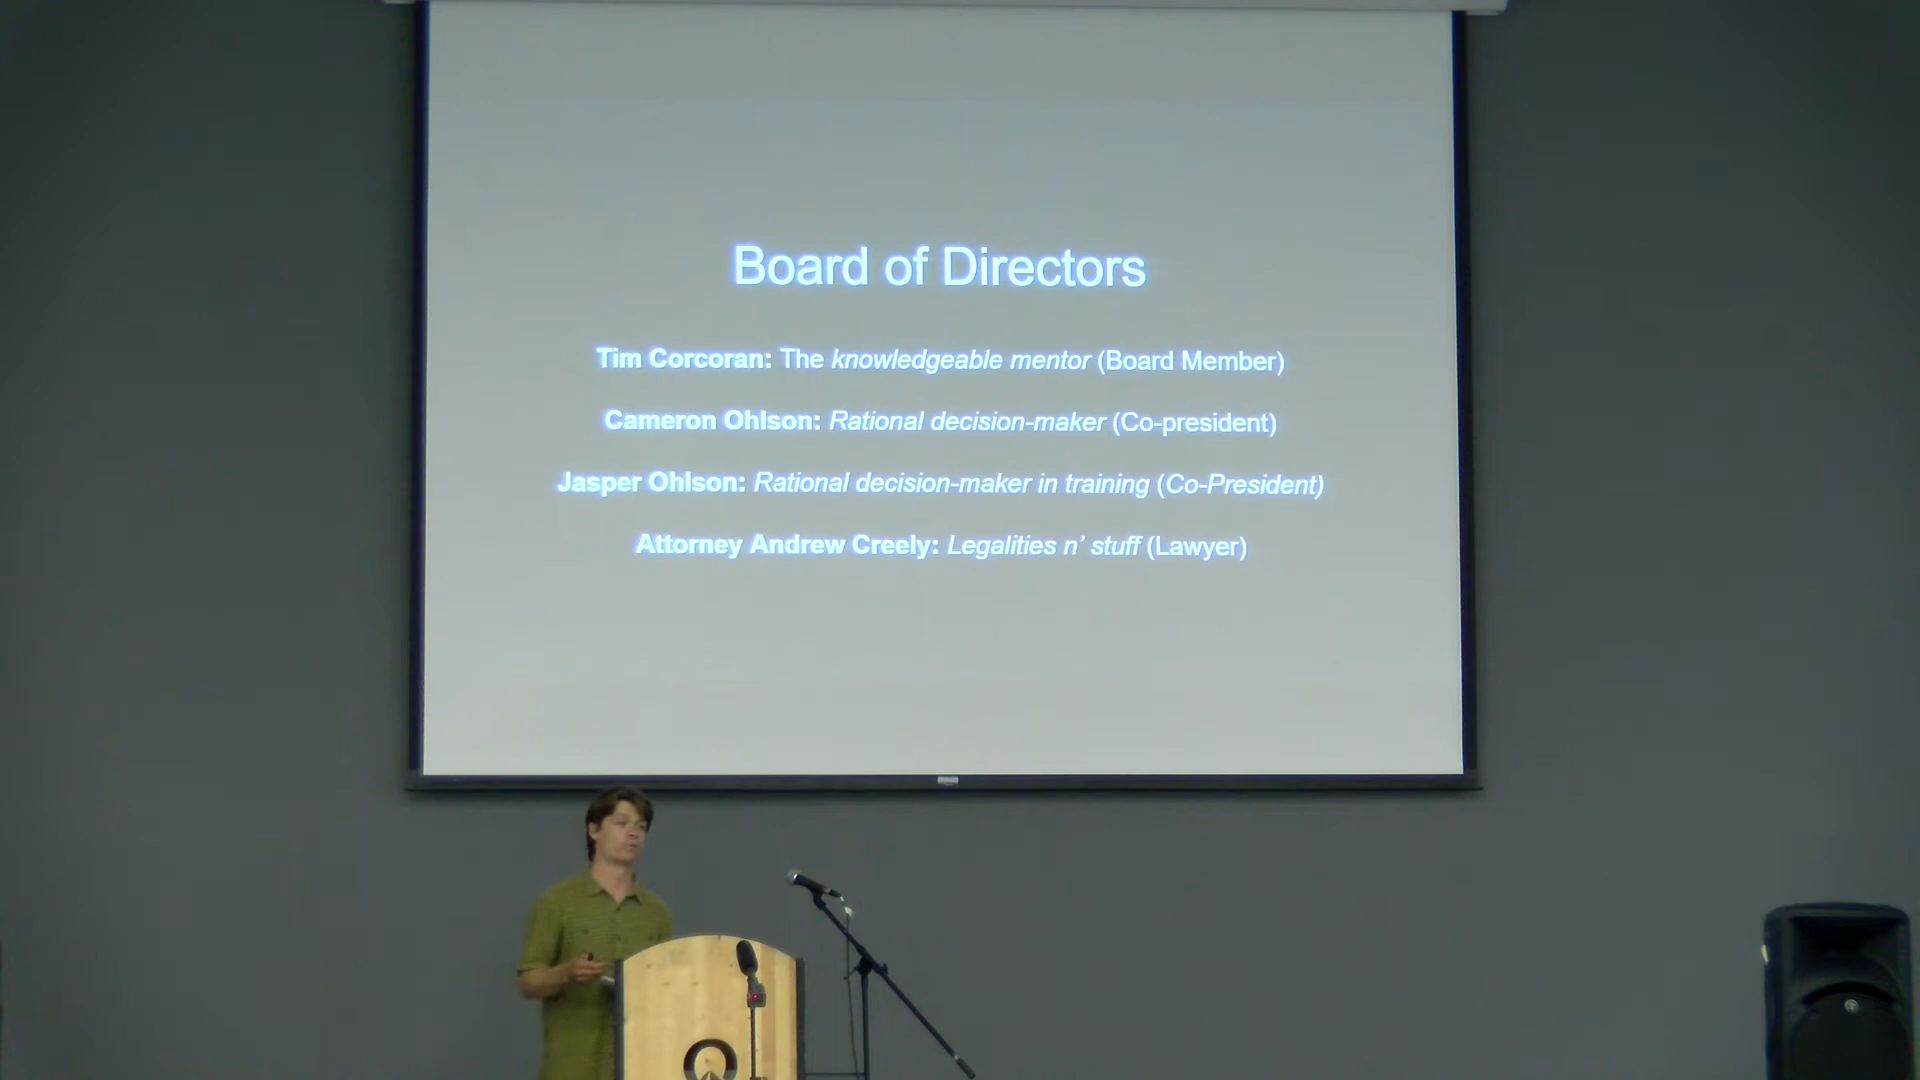 Board of Directors
Tim Corcoran: The knowledgeable mentor (Board Member)
Cameron Ohlson: Rational decision-maker (Co-president)
Jasper Ohlson: Rational decision-maker in training (Co-President)
Attorney Andrew Creely: Legalities n’ stuff (Lawyer)